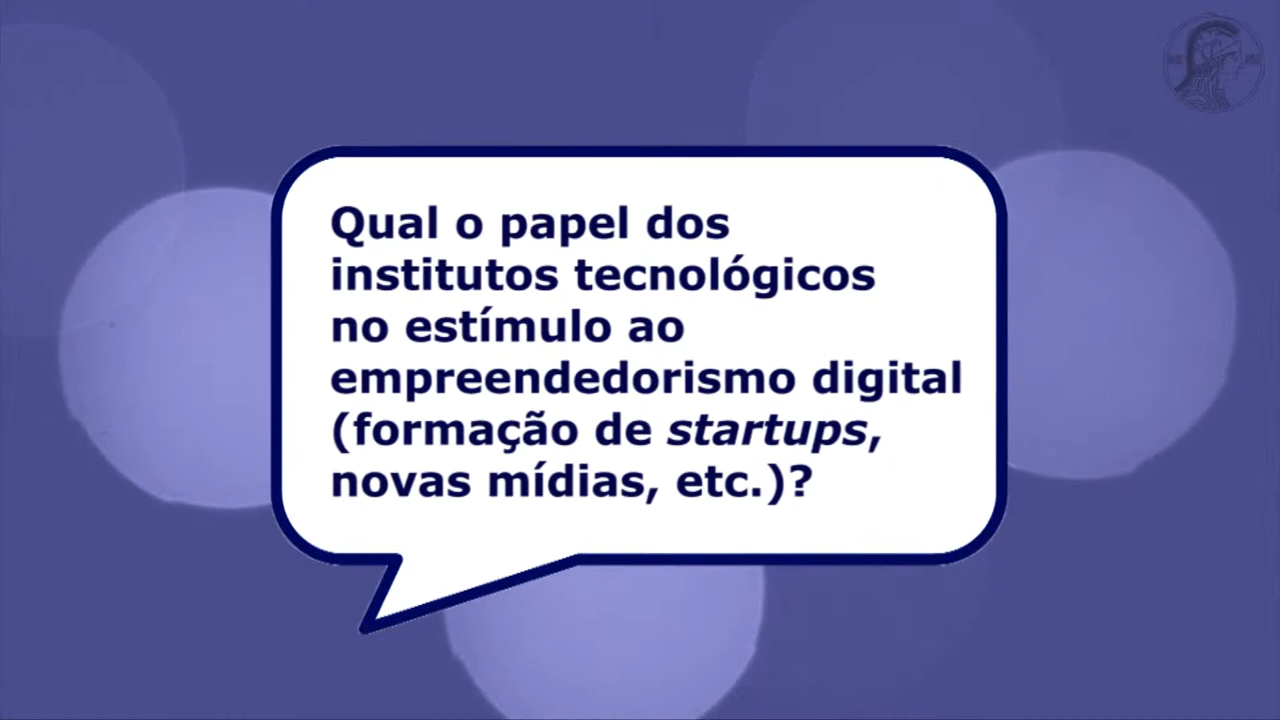 Qual o papel dos
institutos tecnológicos
no estímulo ao
empreendedorismo digital
(formação de startups,
novas mídias, etc.)?